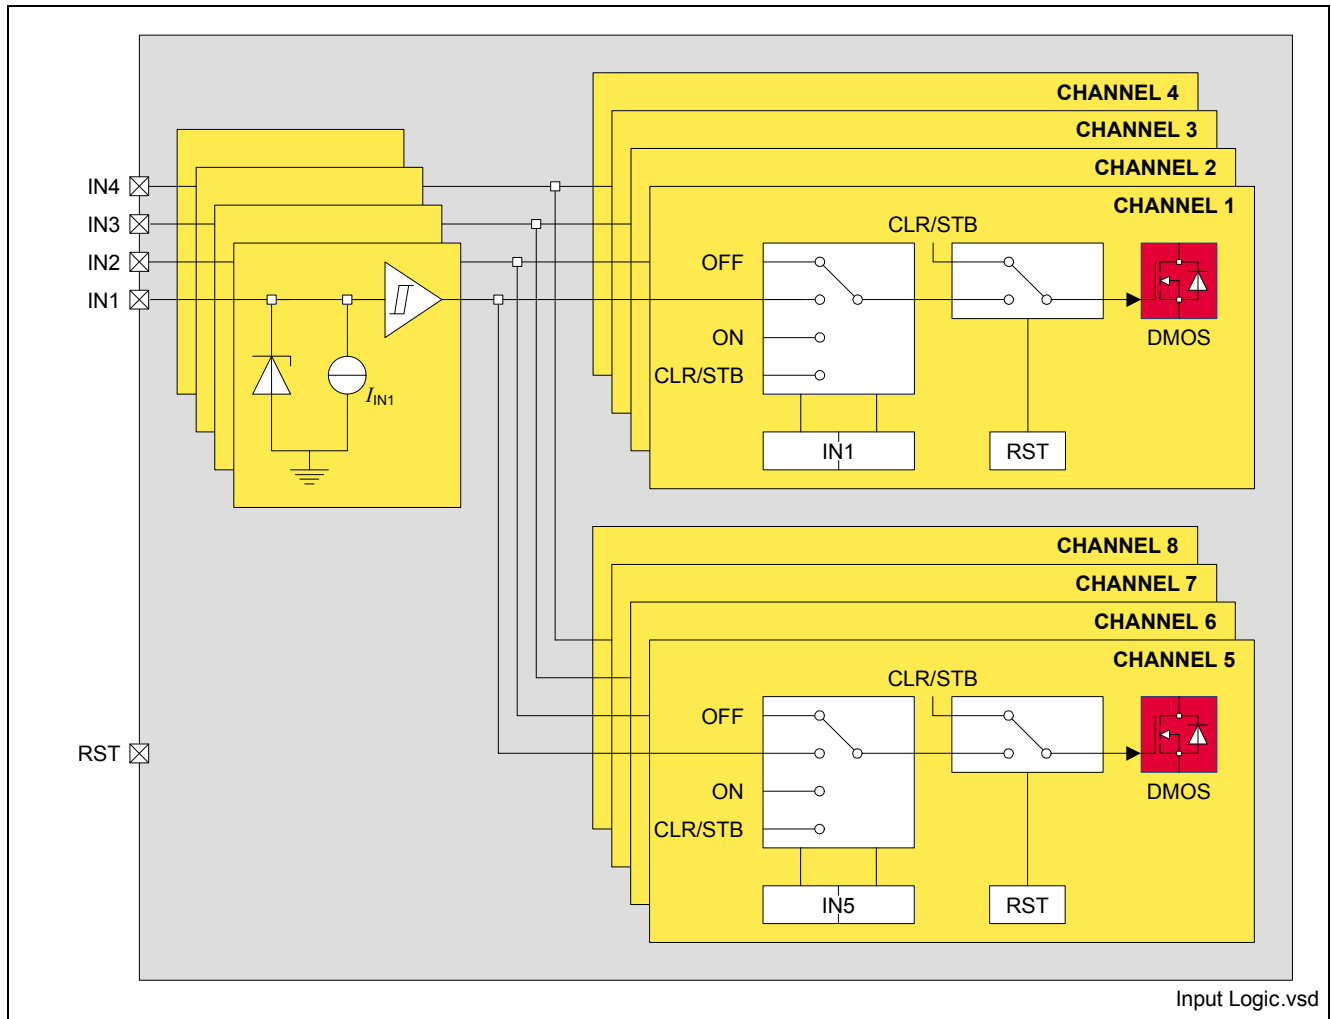 CHANNEL 4
CHANNEL 3
CHANNEL 2
CHANNEL 1
IN4
IN3
IN2
IN1
CLR/STB
OFF
ON
CLR/STB
DMOS
IIN1
IN1
RST
CHANNEL 8
CHANNEL 7
CHANNEL 6
CHANNEL 5
CLR/STB
OFF
RST
ON
CLR/STB
DMOS
IN5
RST
Input Logic.vsd